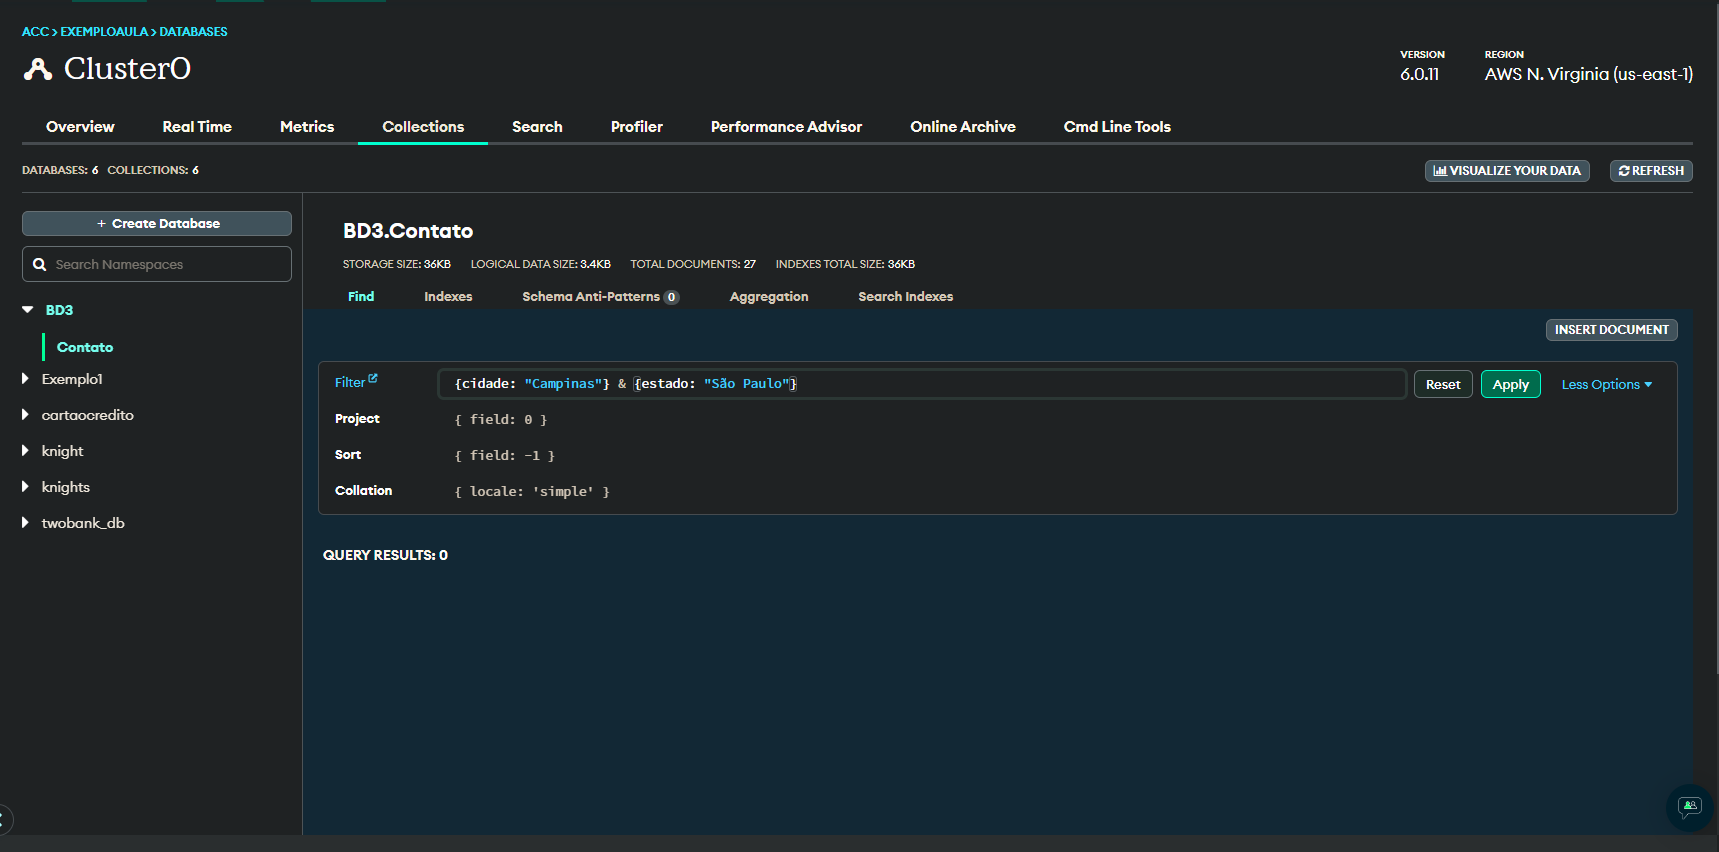 ACC > EXEMPLOAULA > DATABASES
Cluster0
VERSION
6.0.11
REGION
AWS N. Virginia (us-east-1)
Overview Real Time Metrics Collections Search Profiler Performance Advisor Online Archive Cmd Line Tools
DATABASES: 6 COLLECTIONS: 6
VISUALIZE YOUR DATA REFRESH
+ Create Database
Search Namespaces
BD3
Contato
Exemplo1
cartaocredito
knight
knights
twobank_db
BD3.Contato
STORAGE SIZE: 36KB LOGICAL DATA SIZE: 3.4KB TOTAL DOCUMENTS: 27 INDEXES TOTAL SIZE: 36KB
Find Indexes Schema Anti-Patterns 0 Aggregation Search Indexes
INSERT DOCUMENT
Filter {cidade: "Campinas"} & {estado: "São Paulo"} Reset Apply Less Options
Project { field: 0 }
Sort { field: -1 }
Collation { locale: 'simple' }
QUERY RESULTS: 0